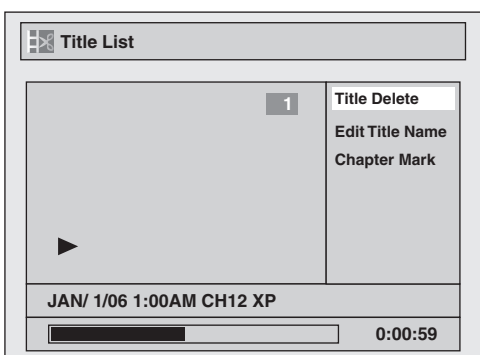 Title List
1
Title Delete
Edit Title Name
Chapter Mark
JAN/ 1/06 1:00AM CH12 XP
0:00:59